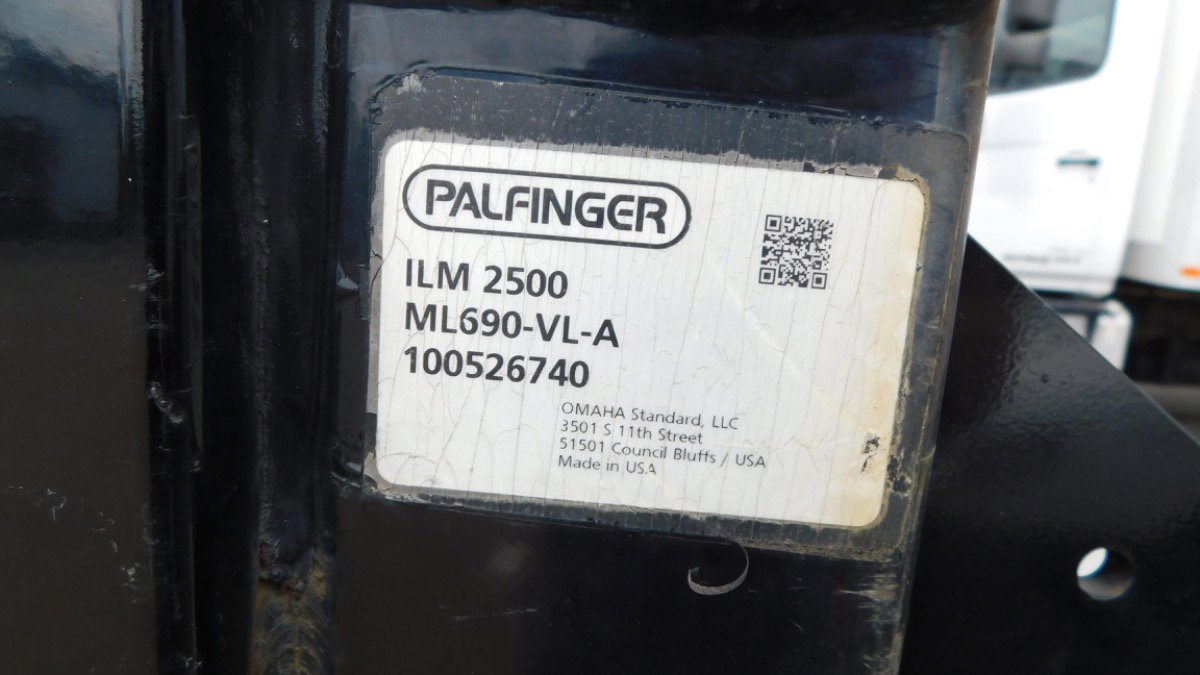 PALFINGER
ILM 2500
ML690-VL-A
100526740
OMAHA Standard, LLC
3501 S 11th Street
51501 Council Bluffs / USA
Made in USA